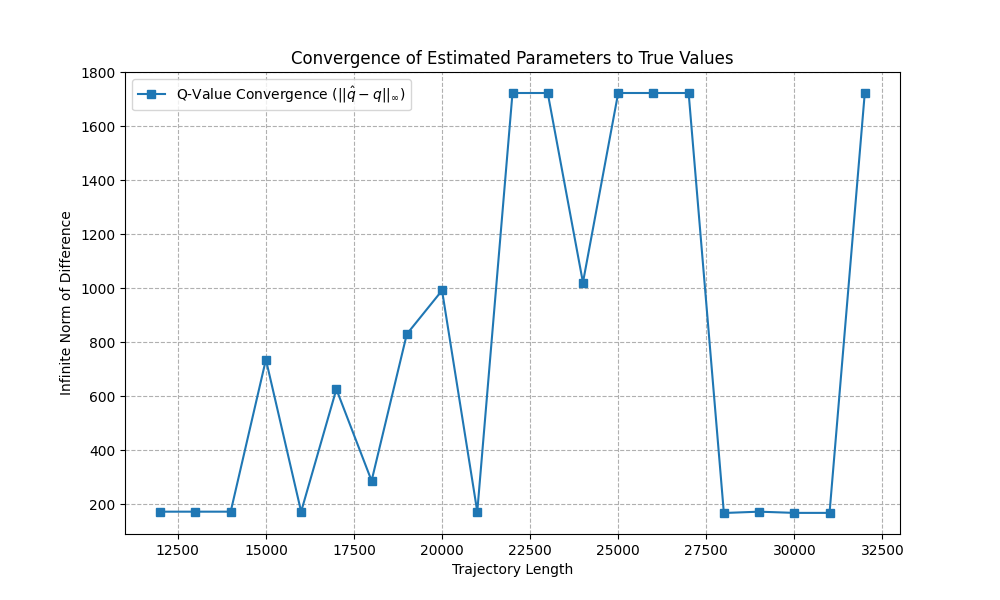 Convergence of Estimated Parameters to True Values
Q-Value Convergence (||q̂ − q||∞)
Infinite Norm of Difference
1800
1600
1400
1200
1000
800
600
400
200
12500 15000 17500 20000 22500 25000 27500 30000 32500
Trajectory Length